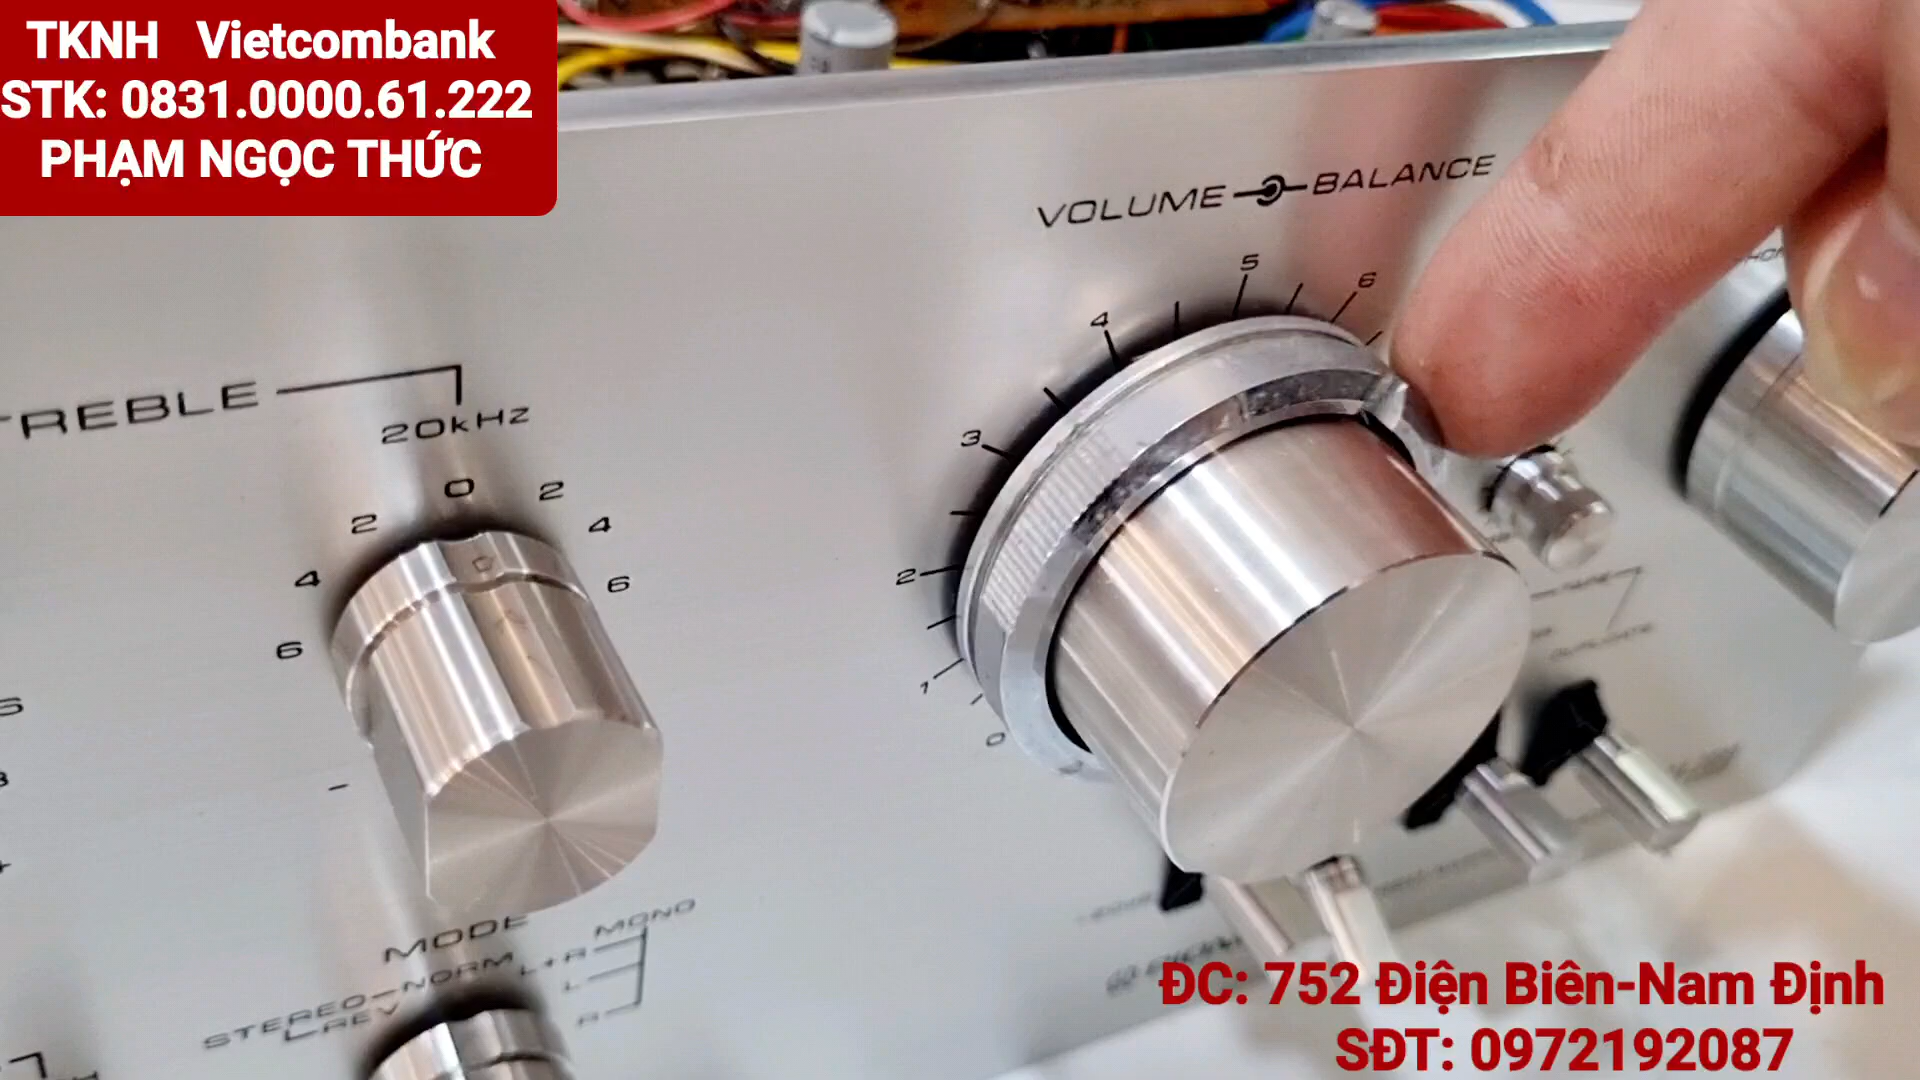 TKNH Vietcombank
STK: 0831.0000.61.222
PHẠM NGỌC THỨC
VOLUME BALANCE
5
6
4
3
2
1
0
TREBLE
20kHz
0
2
2
4
4
6
6
-
MODE
MONO
STEREO NORM L+R
REV L
R
ĐC: 752 Điện Biên-Nam Định
SĐT: 0972192087